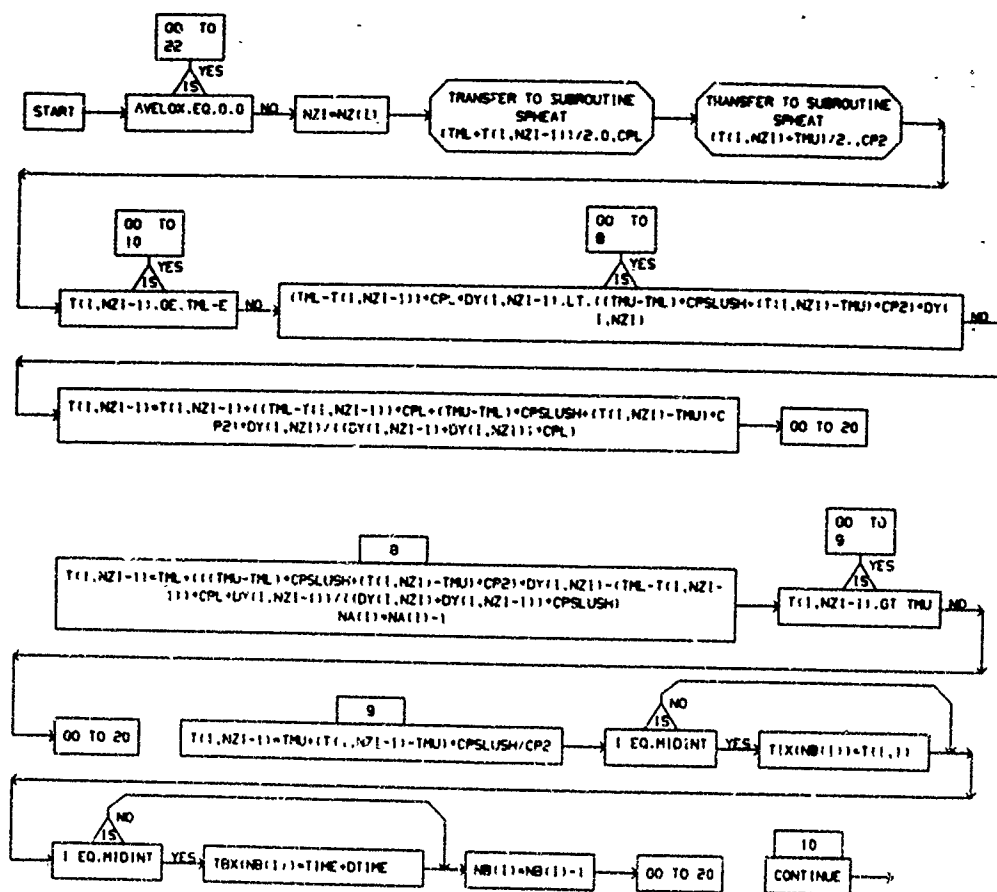 GO TO
22
YES
IS
START
AVELOX.EQ.0.0
NO
NZI=NZ(I)
TRANSFER TO SUBROUTINE
SPHEAT
(TML+T(I,NZI-1))/2.0,CPL
TRANSFER TO SUBROUTINE
SPHEAT
(T(I,NZI)+TMU)/2.,CP2
GO TO
10
YES
IS
T(I,NZI-1).GE.TML-E
NO
GO TO
8
YES
IS
(TML-T(I,NZI-1))*CPL*DY(I,NZI-1).LT.((TMU-TML)*CPSLUSH+(T(I,NZI)-TMU)*CP2)*DY(
I,NZI)
NO
T(I,NZI-1)=T(I,NZI-1)+((TML-T(I,NZI-1))*CPL+(TMU-TML)*CPSLUSH+(T(I,NZI)-TMU)*C
P2)*DY(I,NZI)/((DY(I,NZI-1)+DY(I,NZI))*CPL)
GO TO 20
8
T(I,NZI-1)=TML+(((TMU-TML)*CPSLUSH+(T(I,NZI)-TMU)*CP2)*DY(I,NZI)-(TML-T(I,NZI-
1))*CPL*DY(I,NZI-1))/((DY(I,NZI)+DY(I,NZI-1))*CPSLUSH)
NA(I)=NA(I)-1
GO TO
9
YES
IS
T(I,NZI-1).GT TMU
NO
GO TO 20
9
T(I,NZI-1)=TMU+(T(I,NZI-1)-TMU)*CPSLUSH/CP2
NO
IS
I EQ.MIDINT
YES
TIX(NB(I))=T(I,1)
NO
IS
I EQ.MIDINT
YES
TBX(NB(I))=TIME+DTIME
NB(I)=NB(I)-1
GO TO 20
10
CONTINUE